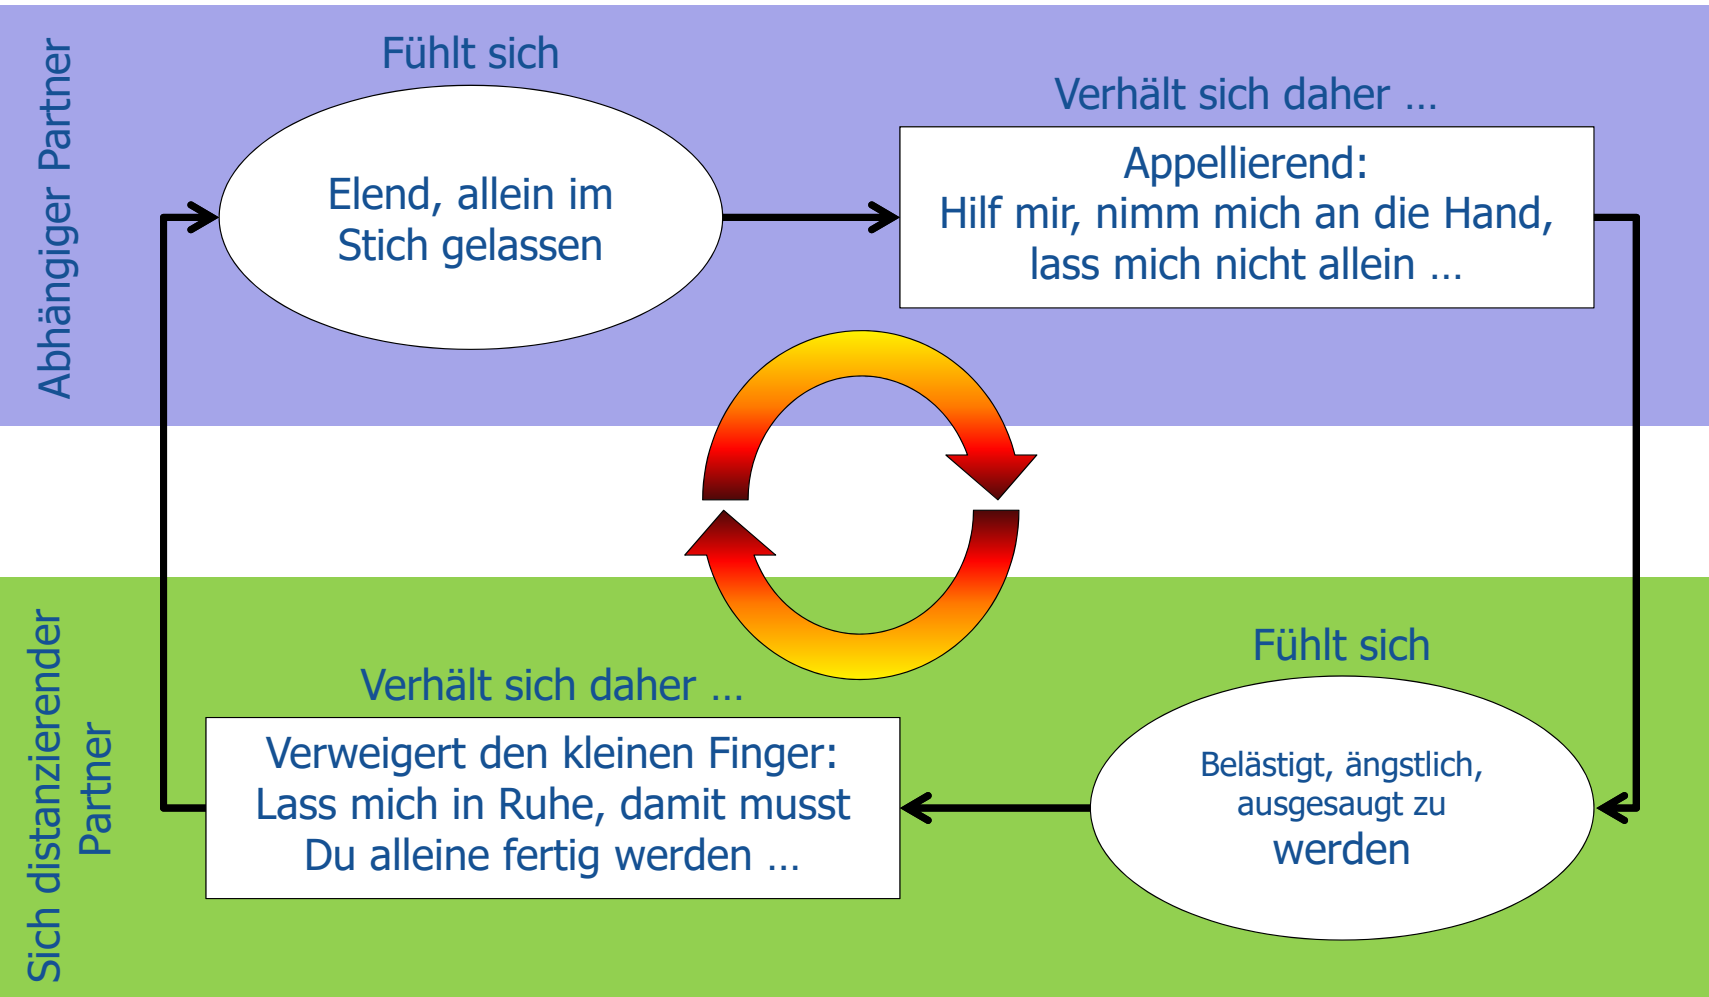 Abhängiger Partner
Fühlt sich
Elend, allein im
Stich gelassen
Verhält sich daher …
Appellierend:
Hilf mir, nimm mich an die Hand,
lass mich nicht allein …
Sich distanzierender
Partner
Fühlt sich
Belästigt, ängstlich,
ausgesaugt zu
werden
Verhält sich daher …
Verweigert den kleinen Finger:
Lass mich in Ruhe, damit musst
Du alleine fertig werden …